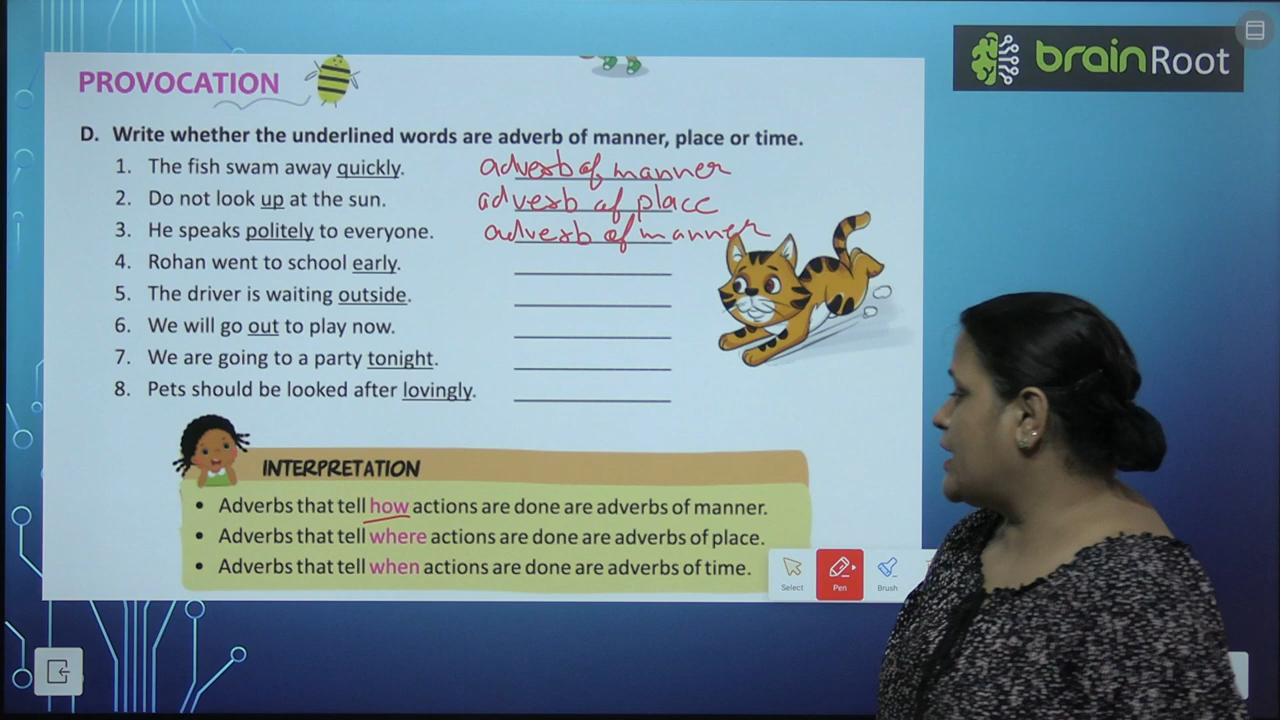 PROVOCATION
brainRoot
D. Write whether the underlined words are adverb of manner, place or time.
1. The fish swam away quickly. adverb of manner
2. Do not look up at the sun. adverb of place
3. He speaks politely to everyone. adverb of manner
4. Rohan went to school early.
5. The driver is waiting outside.
6. We will go out to play now.
7. We are going to a party tonight.
8. Pets should be looked after lovingly.
INTERPRETATION
• Adverbs that tell how actions are done are adverbs of manner.
• Adverbs that tell where actions are done are adverbs of place.
• Adverbs that tell when actions are done are adverbs of time.
Select Pen Brush